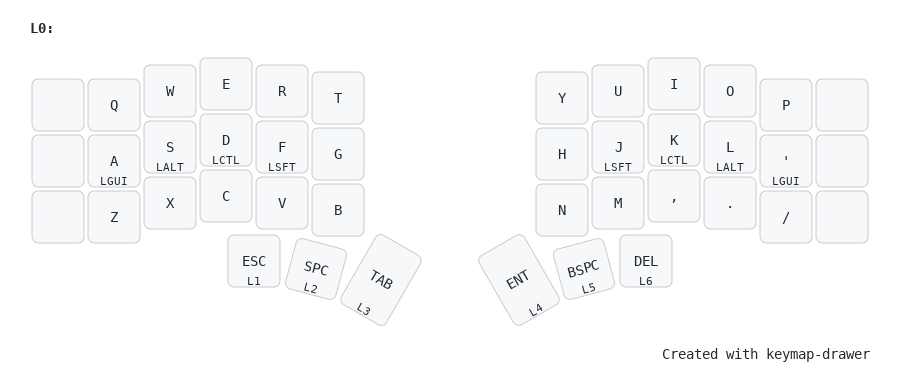 L0:
Q W E R T Y U I O P
A S D F G H J K L '
LGUI LALT LCTL LSFT LSFT LCTL LALT LGUI
Z X C V B N M , . /
ESC SPC TAB ENT BSPC DEL
L1 L2 L3 L4 L5 L6
Created with keymap-drawer